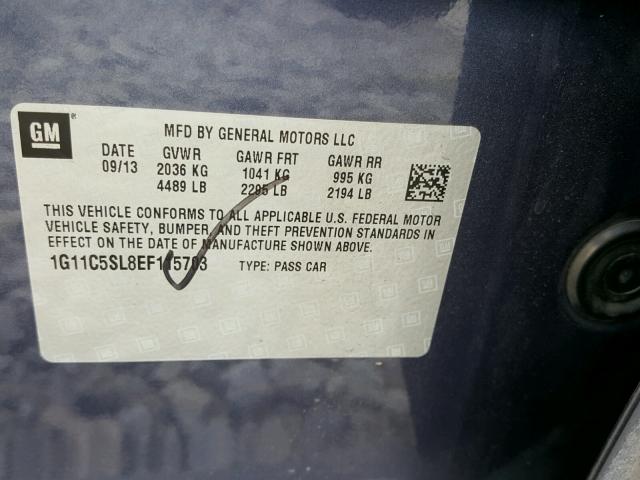 GM
®
MFD BY GENERAL MOTORS LLC
DATE GVWR GAWR FRT GAWR RR
09/13 2036 KG 1041 KG 995 KG
4489 LB 2295 LB 2194 LB
THIS VEHICLE CONFORMS TO ALL APPLICABLE U.S. FEDERAL MOTOR
VEHICLE SAFETY, BUMPER, AND THEFT PREVENTION STANDARDS IN
EFFECT ON THE DATE OF MANUFACTURE SHOWN ABOVE.
1G11C5SL8EF115703 TYPE: PASS CAR